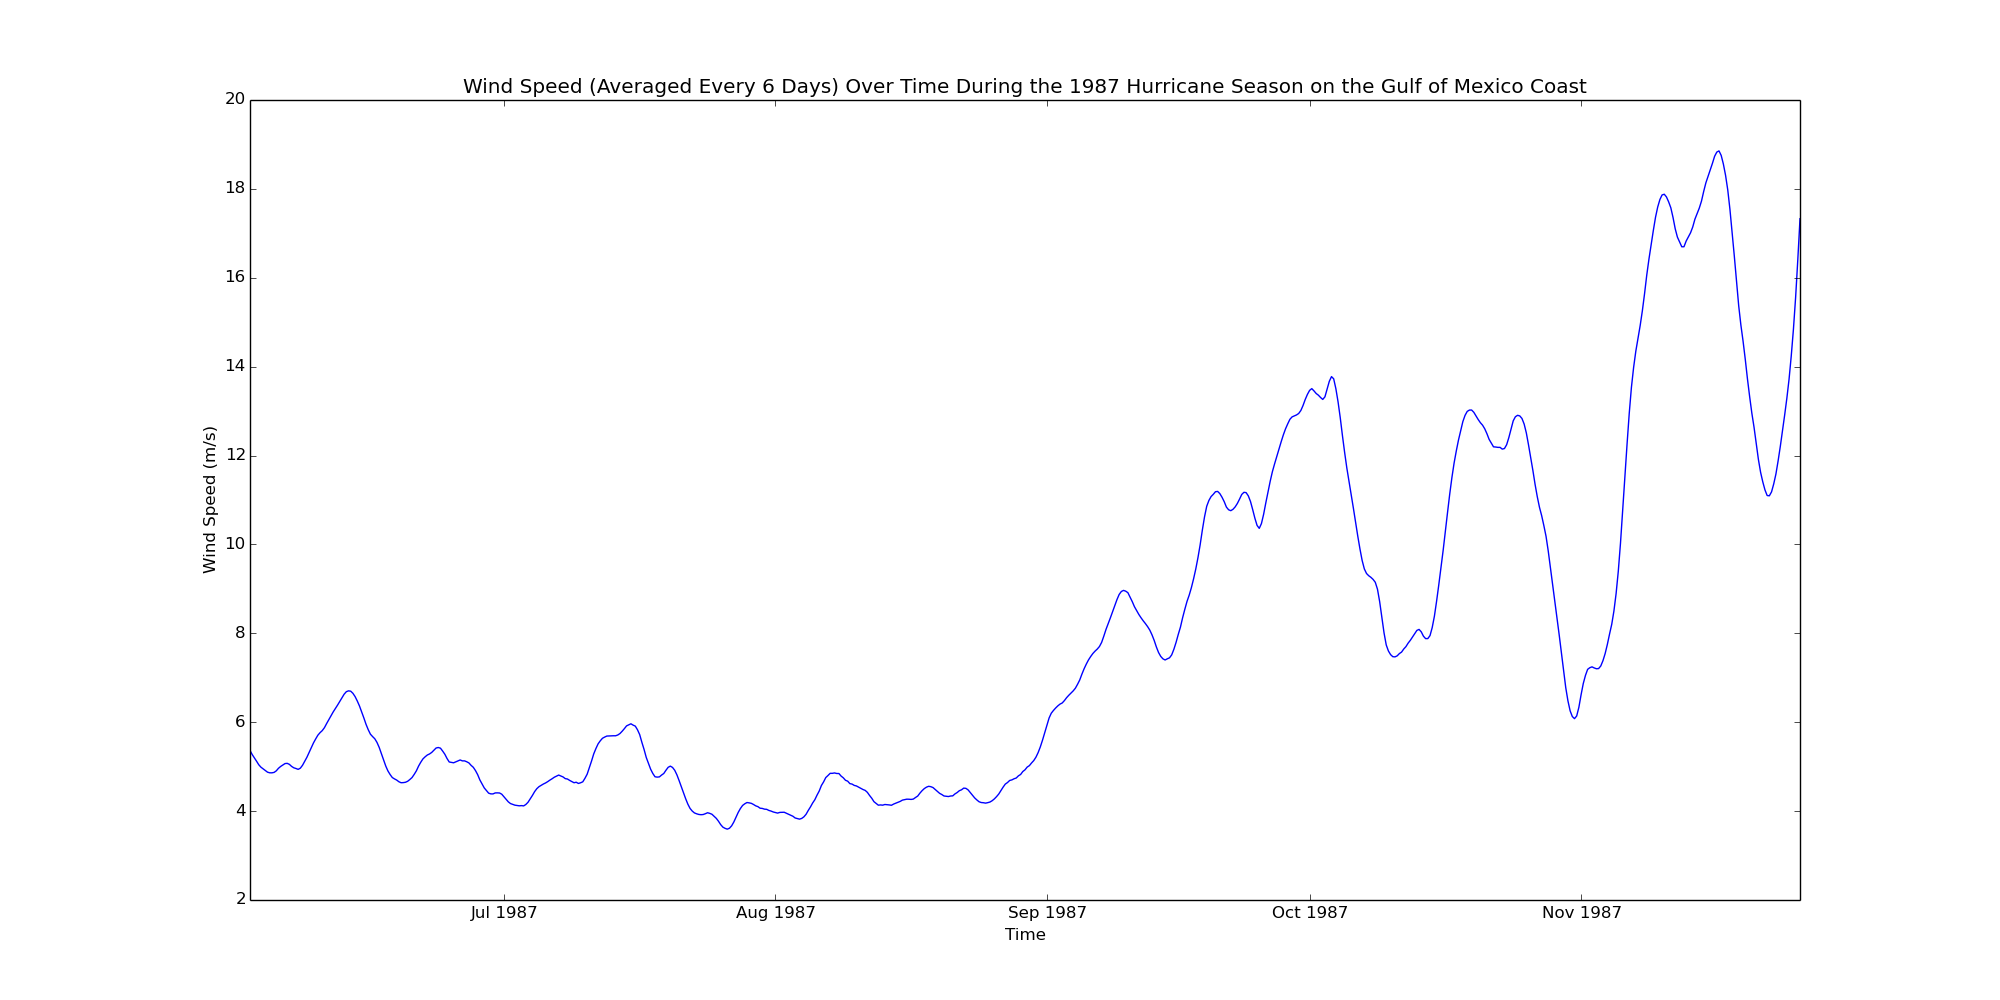 Wind Speed (Averaged Every 6 Days) Over Time During the 1987 Hurricane Season on the Gulf of Mexico Coast
20
18
16
14
12
10
8
6
4
2
Wind Speed (m/s)
Jul 1987 Aug 1987 Sep 1987 Oct 1987 Nov 1987
Time